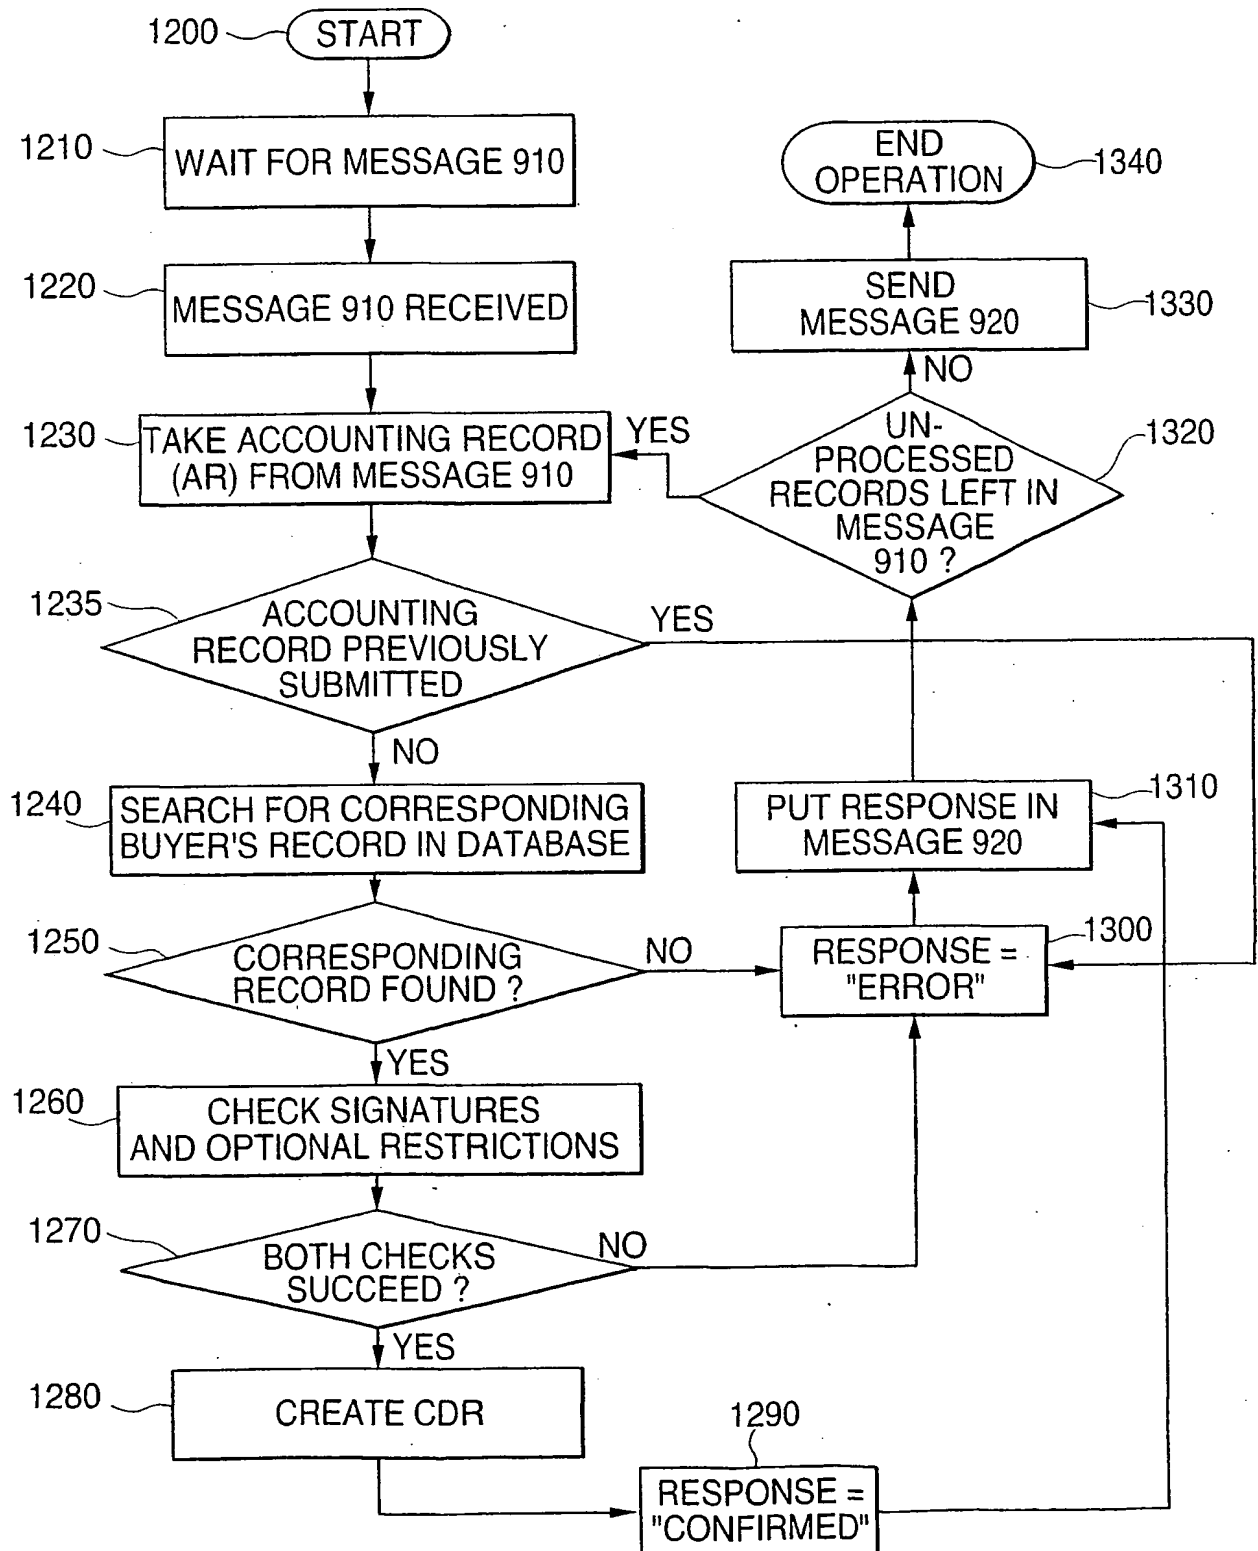 1200
START
1210
WAIT FOR MESSAGE 910
1220
MESSAGE 910 RECEIVED
1230
TAKE ACCOUNTING RECORD
(AR) FROM MESSAGE 910
1235
ACCOUNTING
RECORD PREVIOUSLY
SUBMITTED
YES
NO
1240
SEARCH FOR CORRESPONDING
BUYER'S RECORD IN DATABASE
1250
CORRESPONDING
RECORD FOUND ?
NO
YES
1260
CHECK SIGNATURES
AND OPTIONAL RESTRICTIONS
1270
BOTH CHECKS
SUCCEED ?
NO
YES
1280
CREATE CDR
1290
RESPONSE =
"CONFIRMED"
1300
RESPONSE =
"ERROR"
1310
PUT RESPONSE IN
MESSAGE 920
1320
UN-
PROCESSED
RECORDS LEFT IN
MESSAGE
910 ?
YES
NO
1330
SEND
MESSAGE 920
1340
END
OPERATION